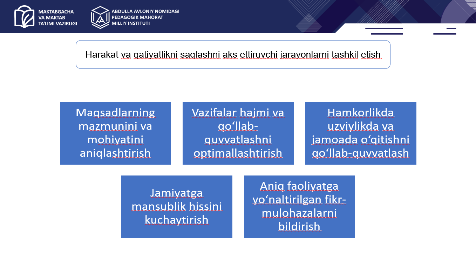 MAKTABGACHA
VA MAKTAB
TA'LIMI VAZIRLIGI
ABDULLA AVLONIY NOMIDAGI
PEDAGOGIK MAHORAT
MILLIY INSTITUTI
Harakat va qatiyatlikni saqlashni aks ettiruvchi jarayonlarni tashkil etish
Maqsadlarning
mazmunini va
mohiyatini
aniqlashtirish
Vazifalar hajmi va
qo'llab-
quvvatlashni
optimallashtirish
Hamkorlikda
uzviylikda va
jamoada o'qitishni
qo'llab-quvvatlash
Jamiyatga
mansublik hissini
kuchaytirish
Aniq faoliyatga
yo'naltirilgan fikr-
mulohazalarni
bildirish